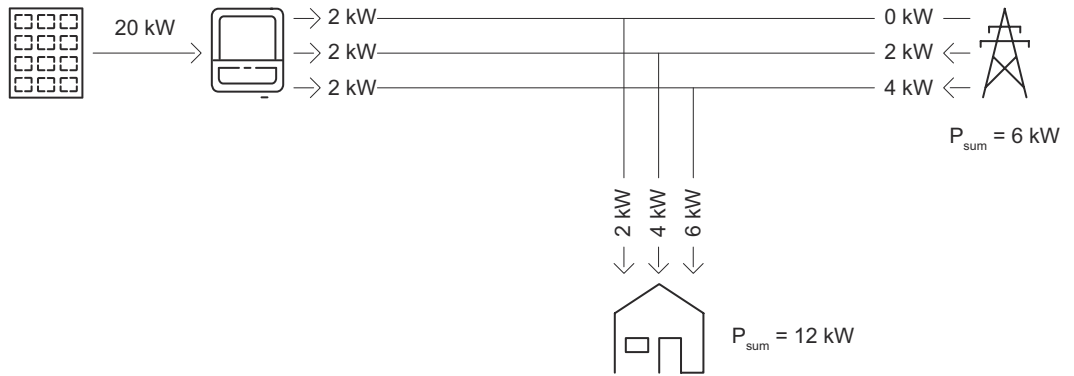 20 kW
2 kW 0 kW
2 kW 2 kW
2 kW 4 kW
P_sum = 6 kW
2 kW
4 kW
6 kW
P_sum = 12 kW